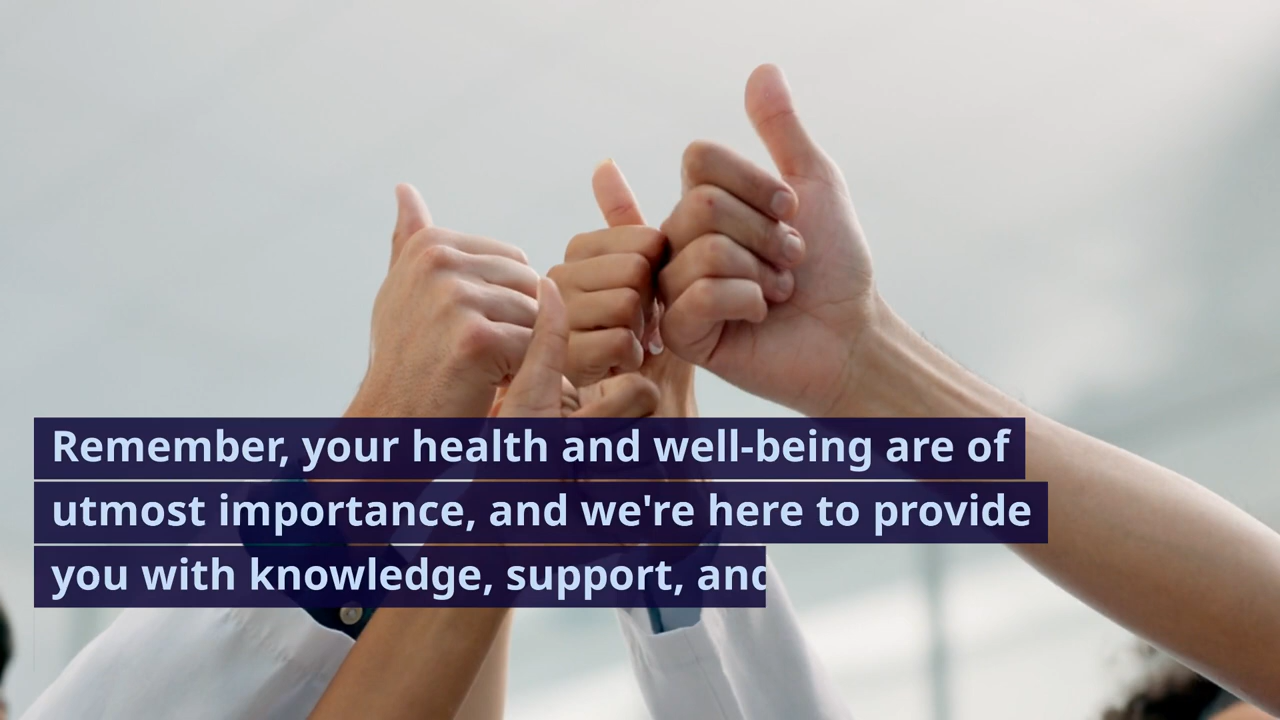 Remember, your health and well-being are of
utmost importance, and we're here to provide
you with knowledge, support, and